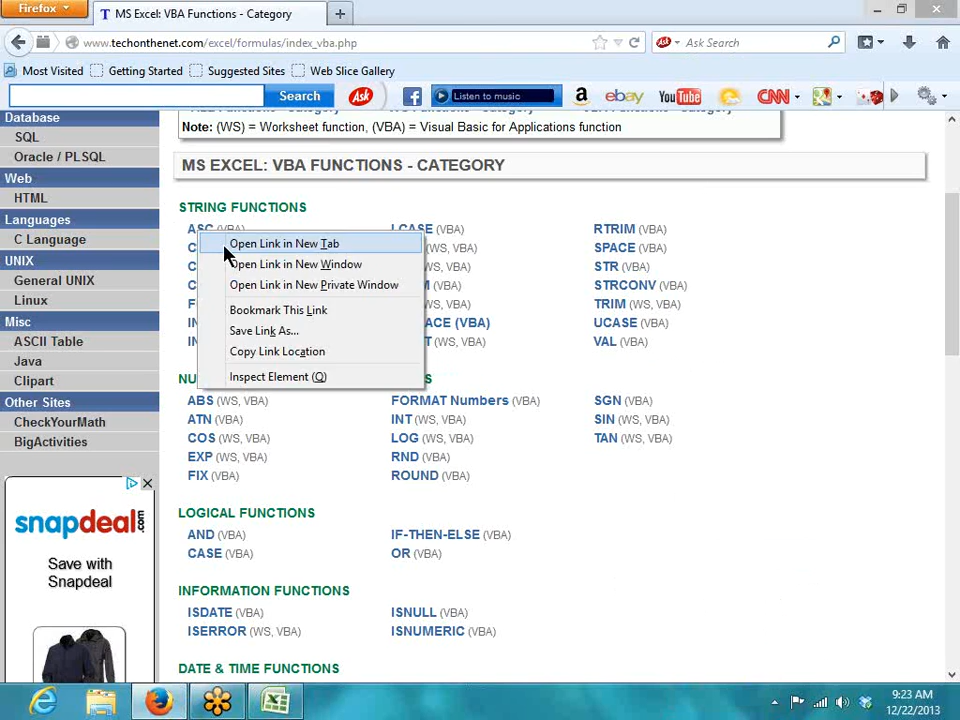 Firefox
T MS Excel: VBA Functions - Category
+
www.techonthenet.com/excel/formulas/index_vba.php
Ask Search
Most Visited Getting Started Suggested Sites Web Slice Gallery
Search Ask Listen to music a ebay YouTube CNN
Database
SQL
Oracle / PLSQL
Web
HTML
Languages
C Language
UNIX
General UNIX
Linux
Misc
ASCII Table
Java
Clipart
Other Sites
CheckYourMath
BigActivities
snapdeal.com
Save with
Snapdeal
Note: (WS) = Worksheet function, (VBA) = Visual Basic for Applications function
MS EXCEL: VBA FUNCTIONS - CATEGORY
STRING FUNCTIONS
ASC (VBA) LCASE (VBA) RTRIM (VBA)
(WS, VBA) SPACE (VBA)
(WS, VBA) STR (VBA)
(WS, VBA) STRCONV (VBA)
(WS, VBA) TRIM (WS, VBA)
(VBA) UCASE (VBA)
(WS, VBA) VAL (VBA)
Open Link in New Tab
Open Link in New Window
Open Link in New Private Window
Bookmark This Link
Save Link As...
Copy Link Location
Inspect Element (Q)
ABS (WS, VBA) FORMAT Numbers (VBA) SGN (VBA)
ATN (VBA) INT (WS, VBA) SIN (WS, VBA)
COS (WS, VBA) LOG (WS, VBA) TAN (WS, VBA)
EXP (WS, VBA) RND (VBA)
FIX (VBA) ROUND (VBA)
LOGICAL FUNCTIONS
AND (VBA) IF-THEN-ELSE (VBA)
CASE (VBA) OR (VBA)
INFORMATION FUNCTIONS
ISDATE (VBA) ISNULL (VBA)
ISERROR (WS, VBA) ISNUMERIC (VBA)
DATE & TIME FUNCTIONS
9:23 AM
12/22/2013